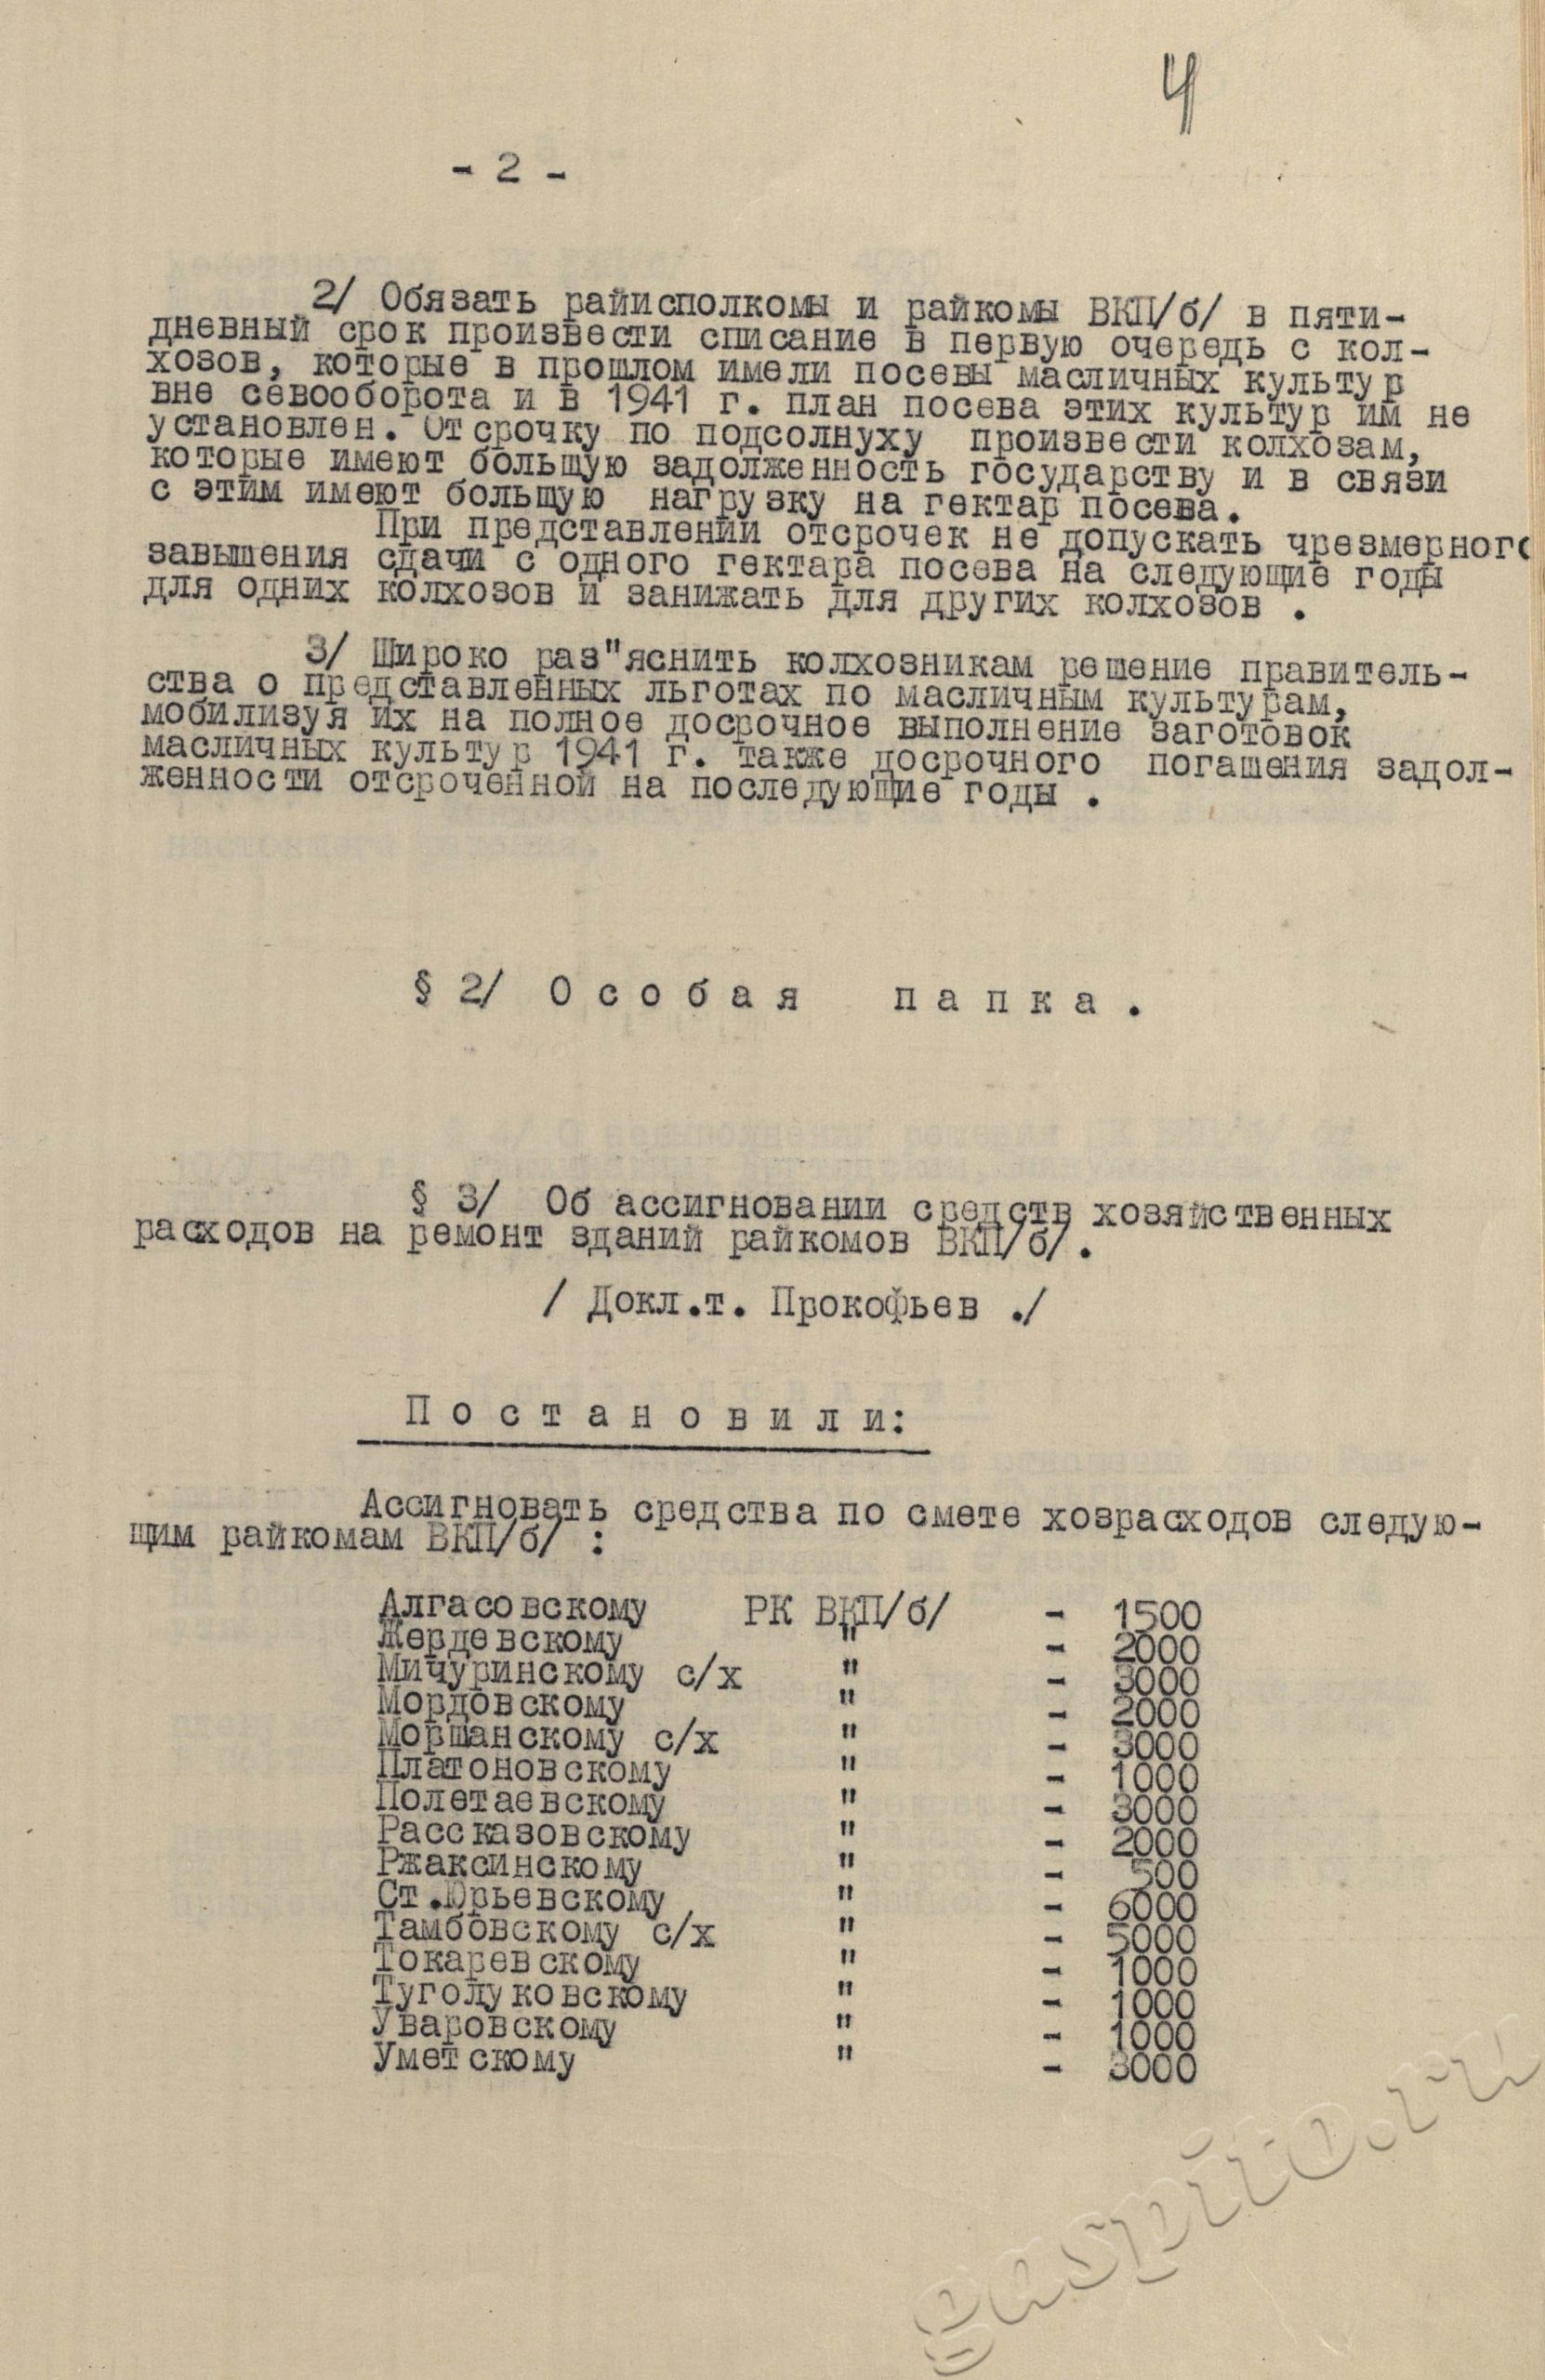 4
- 2 -
2/ Обязать райисполкомы и райкомы ВКП/б/ в пяти-
дневный срок произвести списание в первую очередь с кол-
хозов, которые в прошлом имели посевы масличных культур
вне севооборота и в 1941 г. план посева этих культур им не
установлен. Отсрочку по подсолнуху произвести колхозам,
которые имеют большую задолженность государству и в связи
с этим имеют большую нагрузку на гектар посева.
При представлении отсрочек не допускать чрезмерного
завышения сдачи с одного гектара посева на следующие годы
для одних колхозов и занижать для других колхозов .
3/ Широко раз"яснить колхозникам решение правитель-
ства о представленных льготах по масличным культурам,
мобилизуя их на полное досрочное выполнение заготовок
масличных культур 1941 г. также досрочного погашения задол-
женности отсроченной на последующие годы .
§ 2/ Особая папка.
§ 3/ Об ассигновании средств хозяйственных
расходов на ремонт зданий райкомов ВКП/б/.
/ Докл.т. Прокофьев ./
Постановили:
Ассигновать средства по смете хозрасходов следую-
щим райкомам ВКП/б/ :
Алгасовскому РК ВКП/б/ - 1500
Жердевскому " - 2000
Мичуринскому с/х " - 3000
Мордовскому " - 2000
Моршанскому с/х " - 3000
Платоновскому " - 1000
Полетаевскому " - 3000
Рассказовскому " - 2000
Ржаксинскому " - 500
Ст.Юрьевскому " - 6000
Тамбовскому с/х " - 5000
Токаревскому " - 1000
Туголуковскому " - 1000
Уваровскому " - 1000
Уметскому " - 3000
gaspito.ru